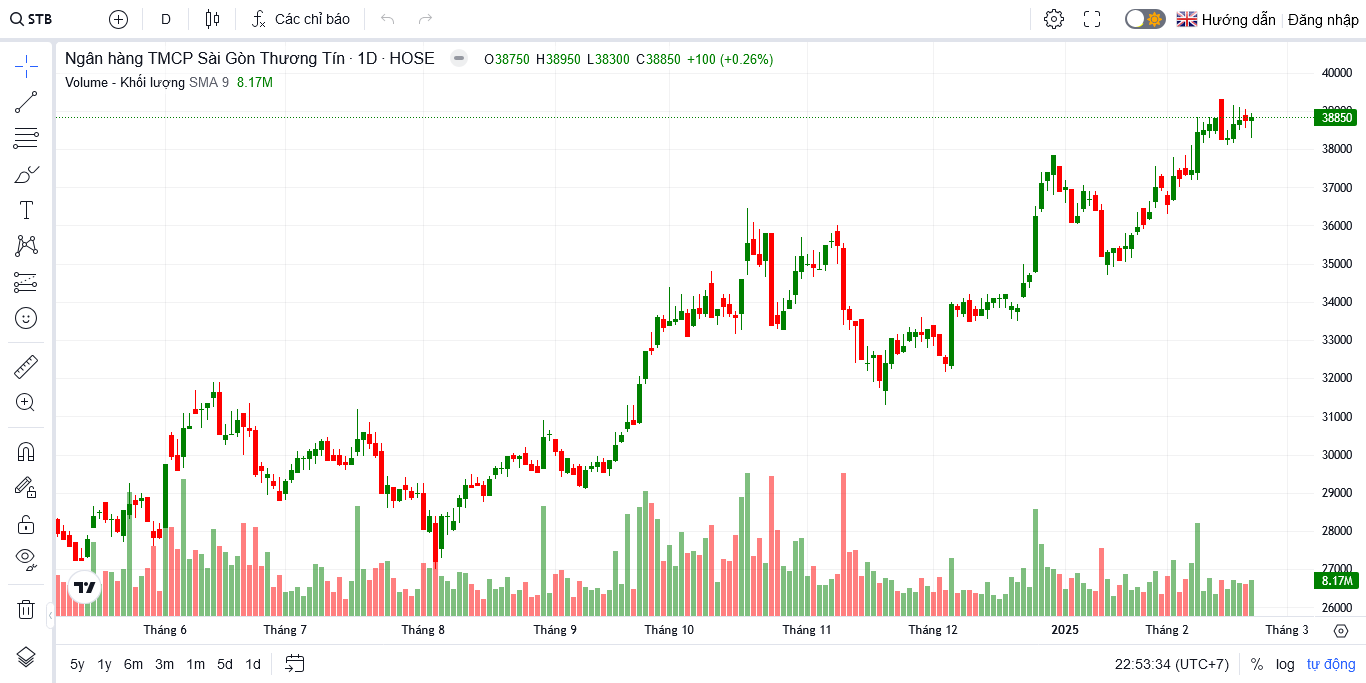 STB D Các chỉ báo Hướng dẫn Đăng nhập
Ngân hàng TMCP Sài Gòn Thương Tín · 1D · HOSE O38750 H38950 L38300 C38850 +100 (+0.26%)
Volume - Khối lượng SMA 9 8.17M
40000
39000
38850
38000
37000
36000
35000
34000
33000
32000
31000
30000
29000
28000
27000
8.17M
26000
Tháng 6 Tháng 7 Tháng 8 Tháng 9 Tháng 10 Tháng 11 Tháng 12 2025 Tháng 2 Tháng 3
5y 1y 6m 3m 1m 5d 1d 22:53:34 (UTC+7) % log tự động